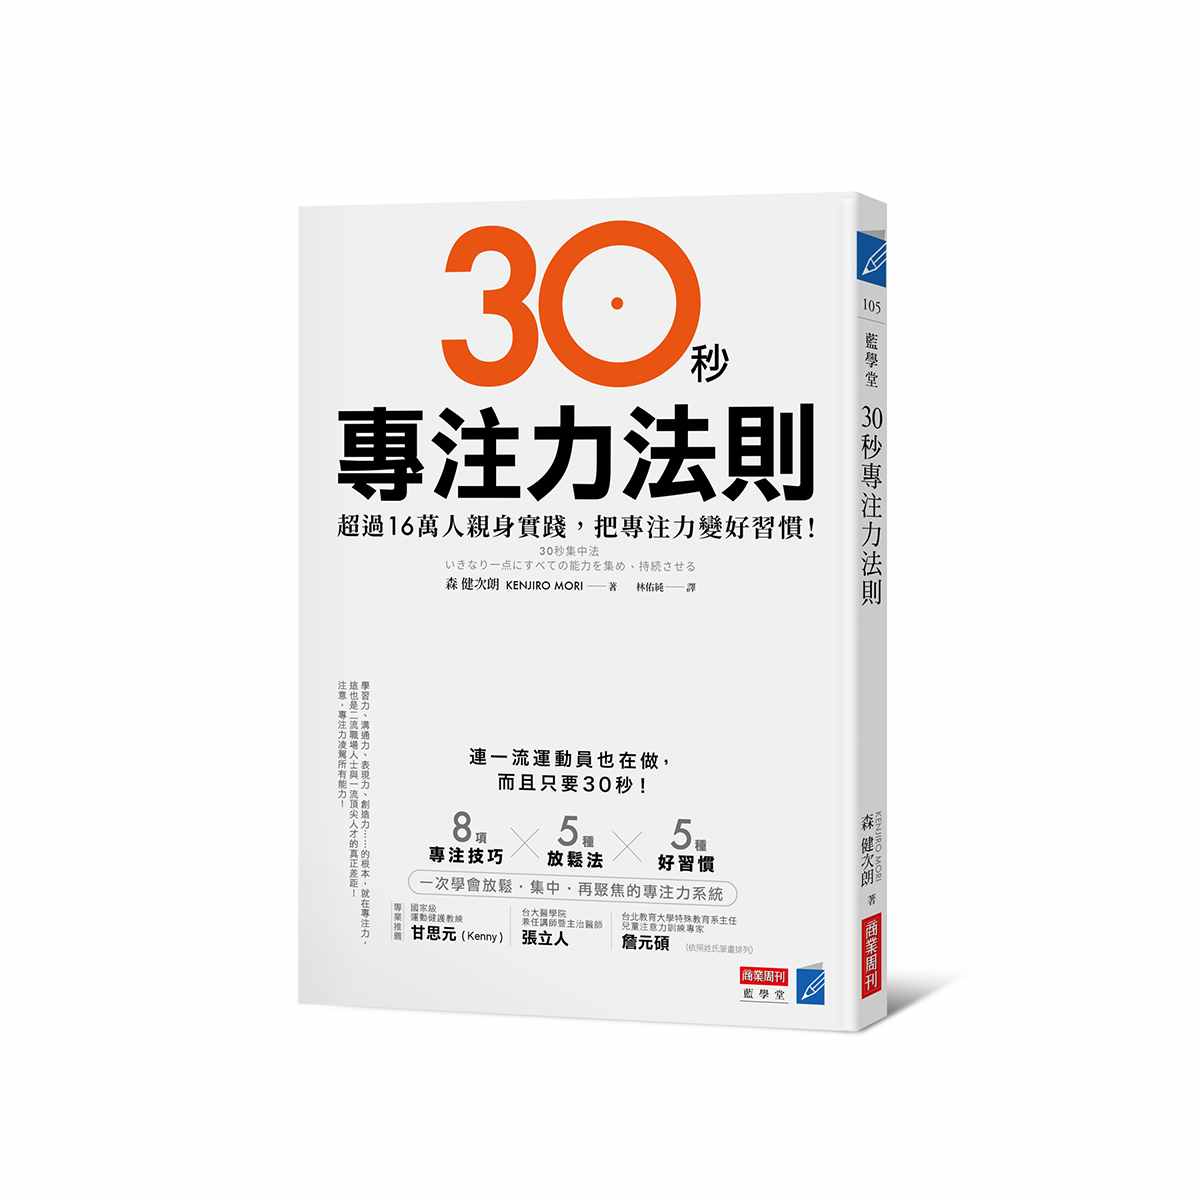 30秒
專注力法則
超過16萬人親身實踐，把專注力變好習慣！
30秒集中法
いきなり一点にすべての能力を集め、持続させる
森 健次朗 KENJIRO MORI──著 林佑純──譯
學習力、溝通力、表現力、創造力……的根本，就在專注力，
這也是二流職場人士與一流頂尖人才的真正差距！
注意，專注力凌駕所有能力！
連一流運動員也在做，
而且只要30秒！
8項 × 5種 × 5種
專注技巧 放鬆法 好習慣
一次學會放鬆．集中．再聚焦的專注力系統
專業推薦
國家級
運動健護教練
甘思元（Kenny）
台大醫學院
兼任講師暨主治醫師
張立人
台北教育大學特殊教育系主任
兒童注意力訓練專家
詹元碩
（依照姓氏筆畫排列）
商業周刊
藍學堂
105
藍學堂
30秒專注力法則
KENJIRO MORI
森 健次朗 著
商業周刊